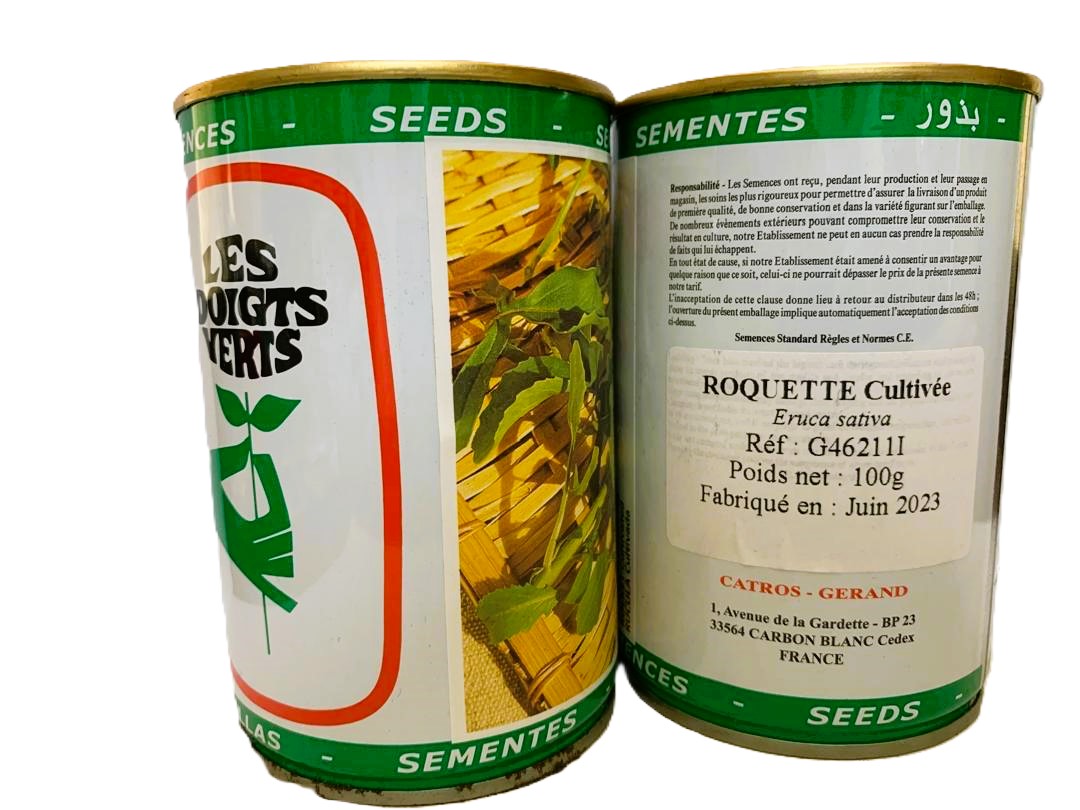 SEEDS -
LES
DOIGTS
VERTS
- SEMENTES
SEMENTES - بذور -
Responsabilité - Les Semences ont reçu, pendant leur production et leur passage en
magasin, les soins les plus rigoureux pour permettre d'assurer la livraison d'un produit
de première qualité, de bonne conservation et dans la variété figurant sur l'emballage.
De nombreux évènements extérieurs pouvant compromettre leur conservation et le
résultat en culture, notre Etablissement ne peut en aucun cas prendre la responsabilité
de faits qui lui échappent.
En tout état de cause, si notre Etablissement était amené à consentir un avantage pour
quelque raison que ce soit, celui-ci ne pourrait dépasser le prix de la présente semence à
notre tarif.
L'inacceptation de cette clause donne lieu à retour au distributeur dans les 48h ;
l'ouverture du présent emballage implique automatiquement l'acceptation des conditions
ci-dessus.
Semences Standard Règles et Normes C.E.
ROQUETTE Cultivée
Eruca sativa
Réf : G46211I
Poids net : 100g
Fabriqué en : Juin 2023
CATROS - GERAND
1, Avenue de la Gardette - BP 23
33564 CARBON BLANC Cedex
FRANCE
- SEEDS -